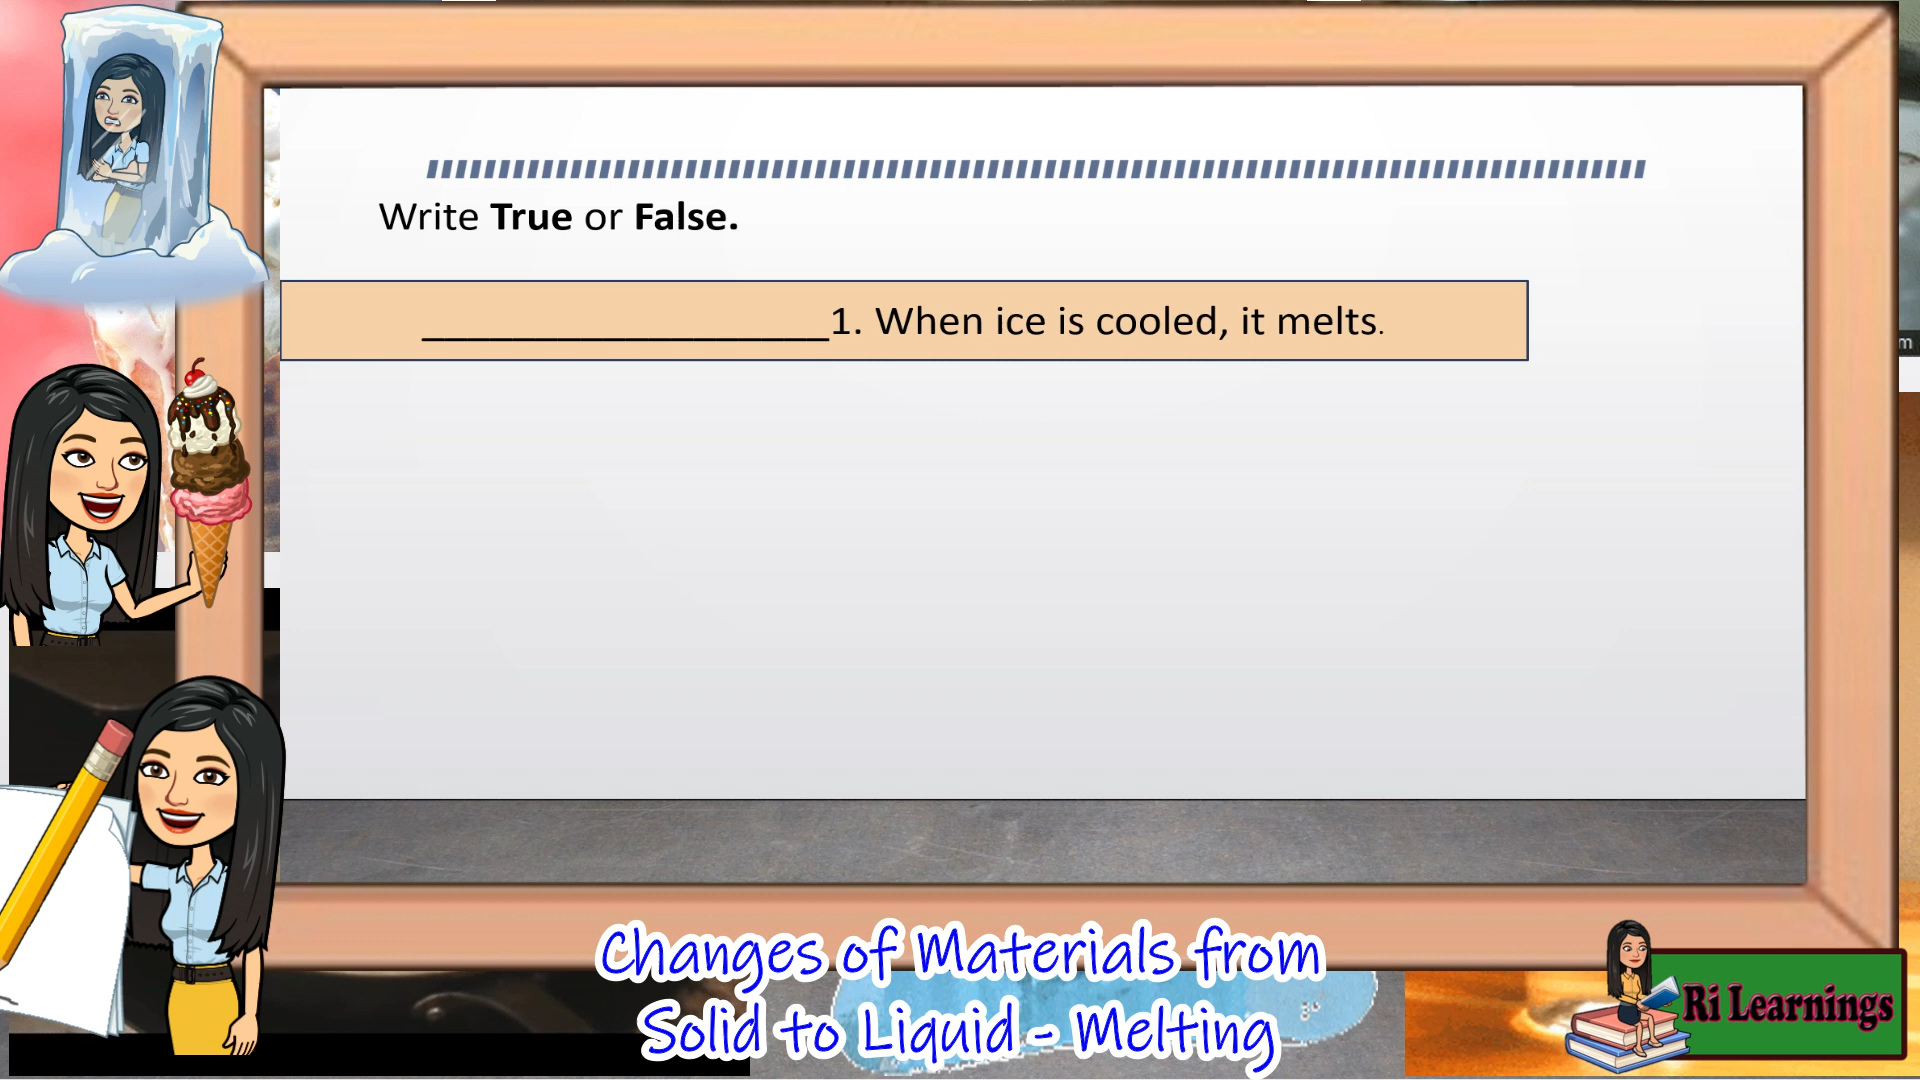 Write True or False.
__________________1. When ice is cooled, it melts.
m
Changes of Materials from
Solid to Liquid - Melting
Ri Learnings